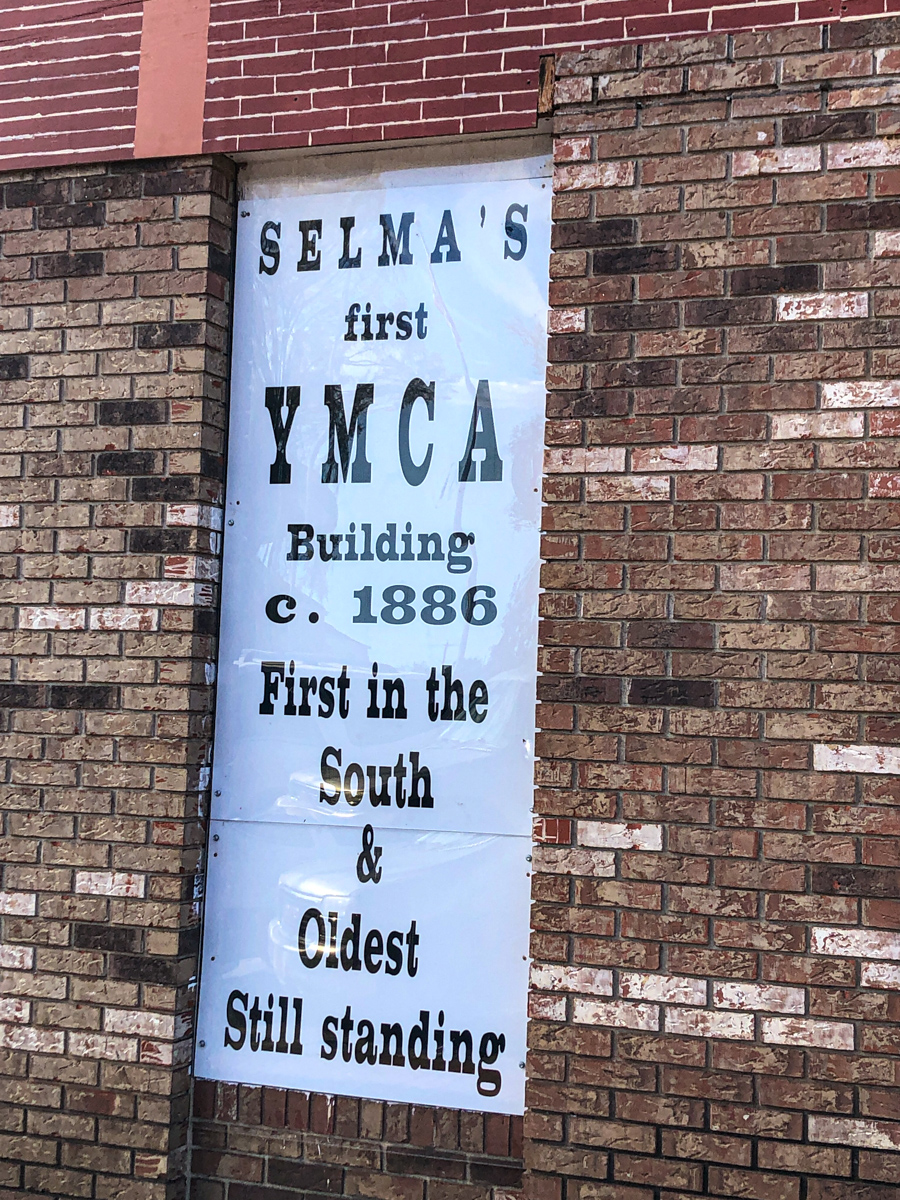 SELMA'S
first
YMCA
Building
c. 1886
First in the
South
&
Oldest
Still standing